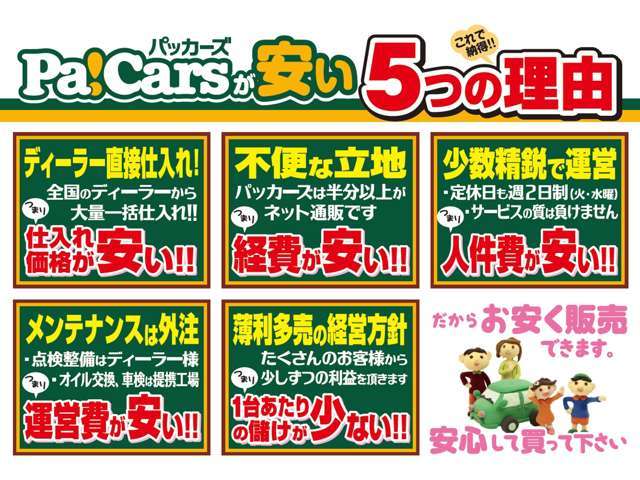 パッカーズ
Pa!Carsが安い5つの理由
これで
納得!!
ディーラー直接仕入れ!
全国のディーラーから
大量一括仕入れ!!
つまり
仕入れ
価格が安い!!
不便な立地
パッカーズは半分以上が
ネット通販です
つまり
経費が安い!!
少数精鋭で運営
・定休日も週2日制(火・水曜)
・サービスの質は負けません
つまり
人件費が安い!!
メンテナンスは外注
・点検整備はディーラー様
・オイル交換、車検は提携工場
つまり
運営費が安い!!
薄利多売の経営方針
たくさんのお客様から
少しずつの利益を頂きます
つまり
1台あたり
の儲けが少ない!!
だからお安く販売
できます。
安心して買って下さい